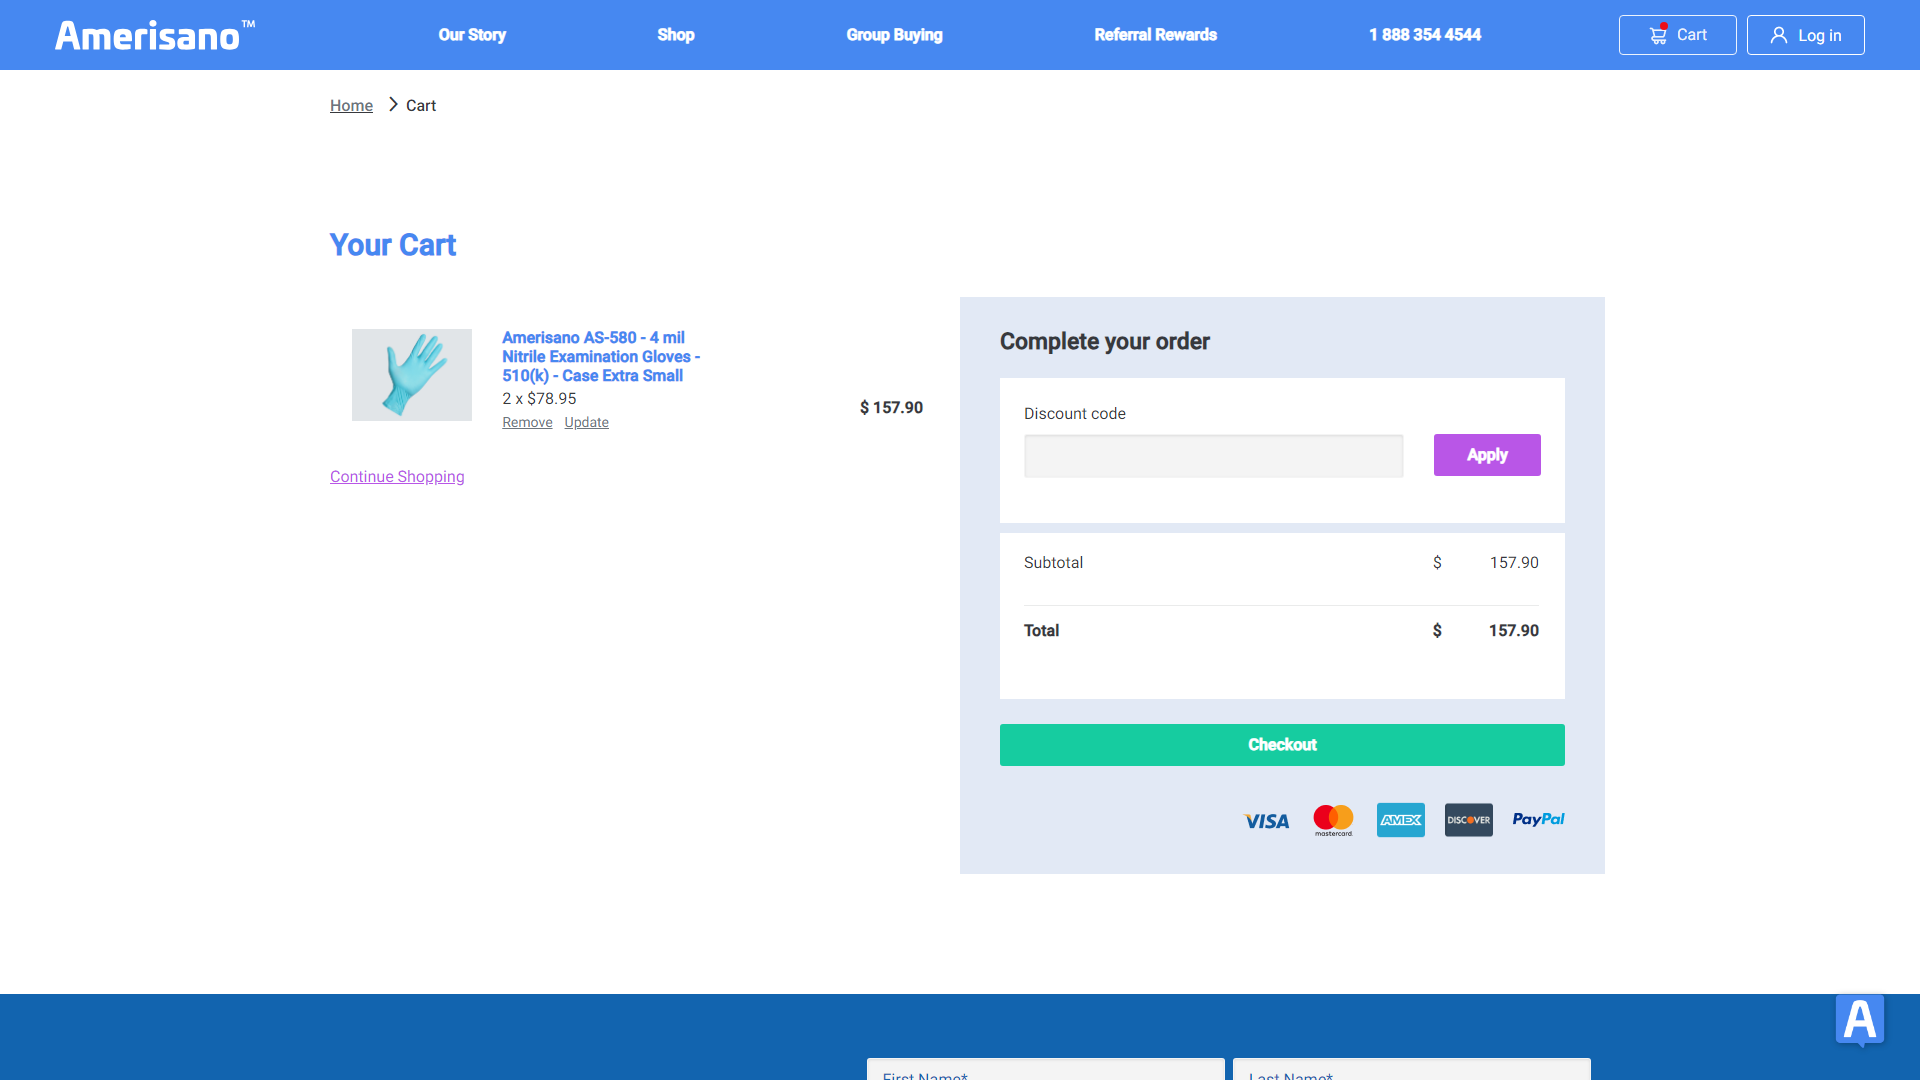 Amerisano™
Our Story
Shop
Group Buying
Referral Rewards
1 888 354 4544
Cart
Log in
Home
Cart
Your Cart
Amerisano AS-580 - 4 mil
Nitrile Examination Gloves -
510(k) - Case Extra Small
2 x $78.95
Remove Update
$ 157.90
Continue Shopping
Complete your order
Discount code
Apply
Subtotal $ 157.90
Total $ 157.90
Checkout
VISA
mastercard.
AMEX
DISCOVER
PayPal
A
First Name*
Last Name*